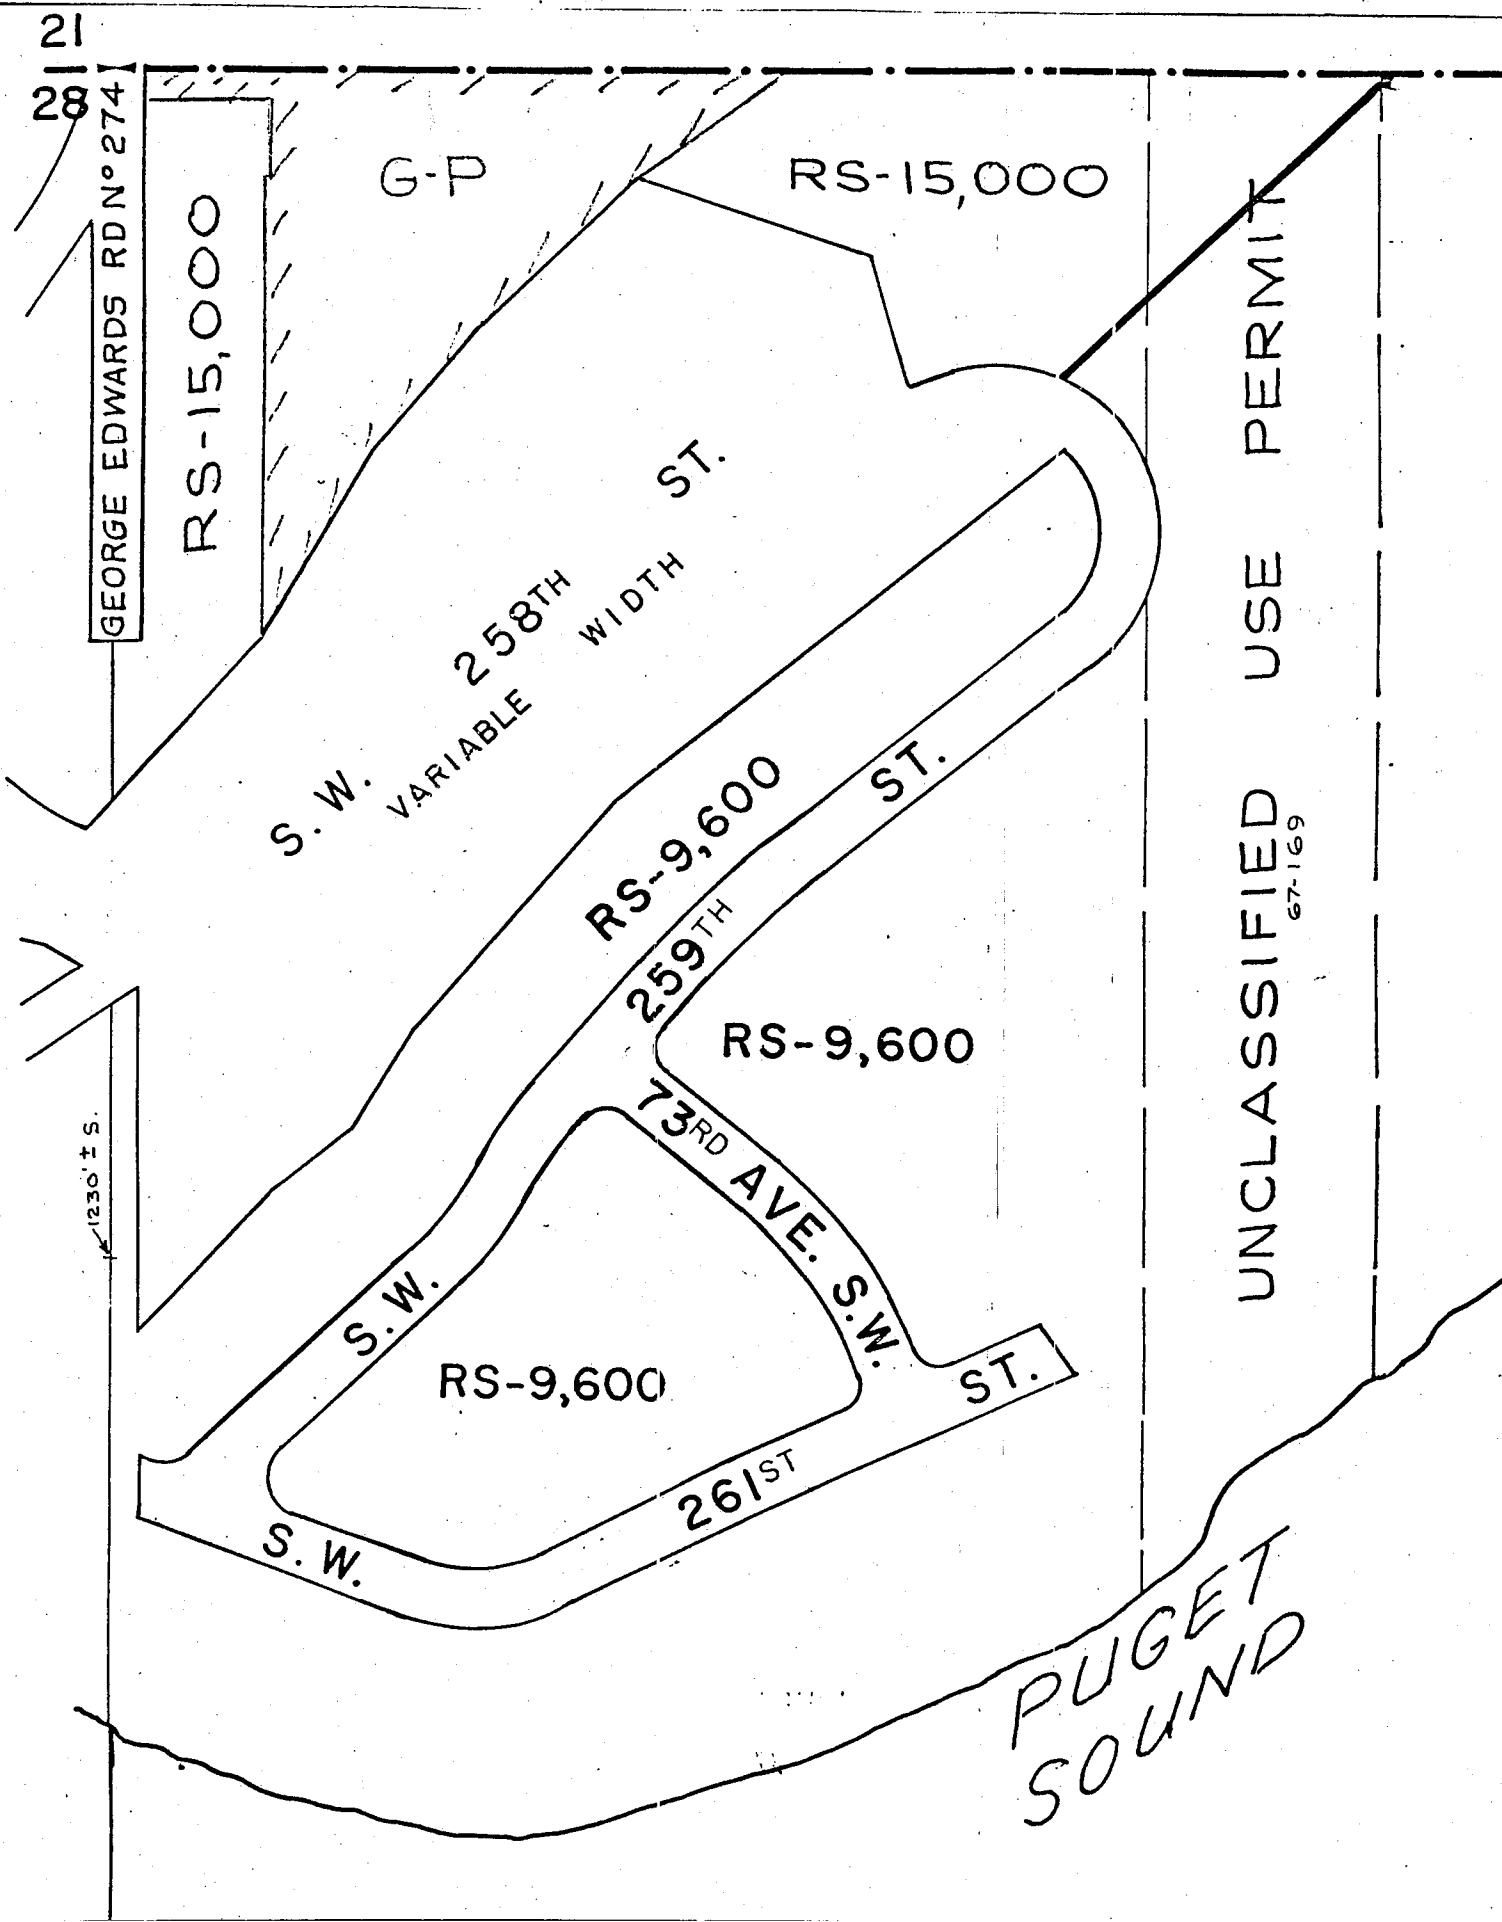 21
28
GEORGE EDWARDS RD Nº 274
RS-15,000
G-P
RS-15,000
S.W. 258TH ST.
VARIABLE WIDTH
UNCLASSIFIED USE PERMIT
67-169
RS-9,600
S.W. 259TH ST.
RS-9,600
73RD AVE. S.W.
1230'± S.
RS-9,600
S.W. 261ST ST.
PUGET
SOUND